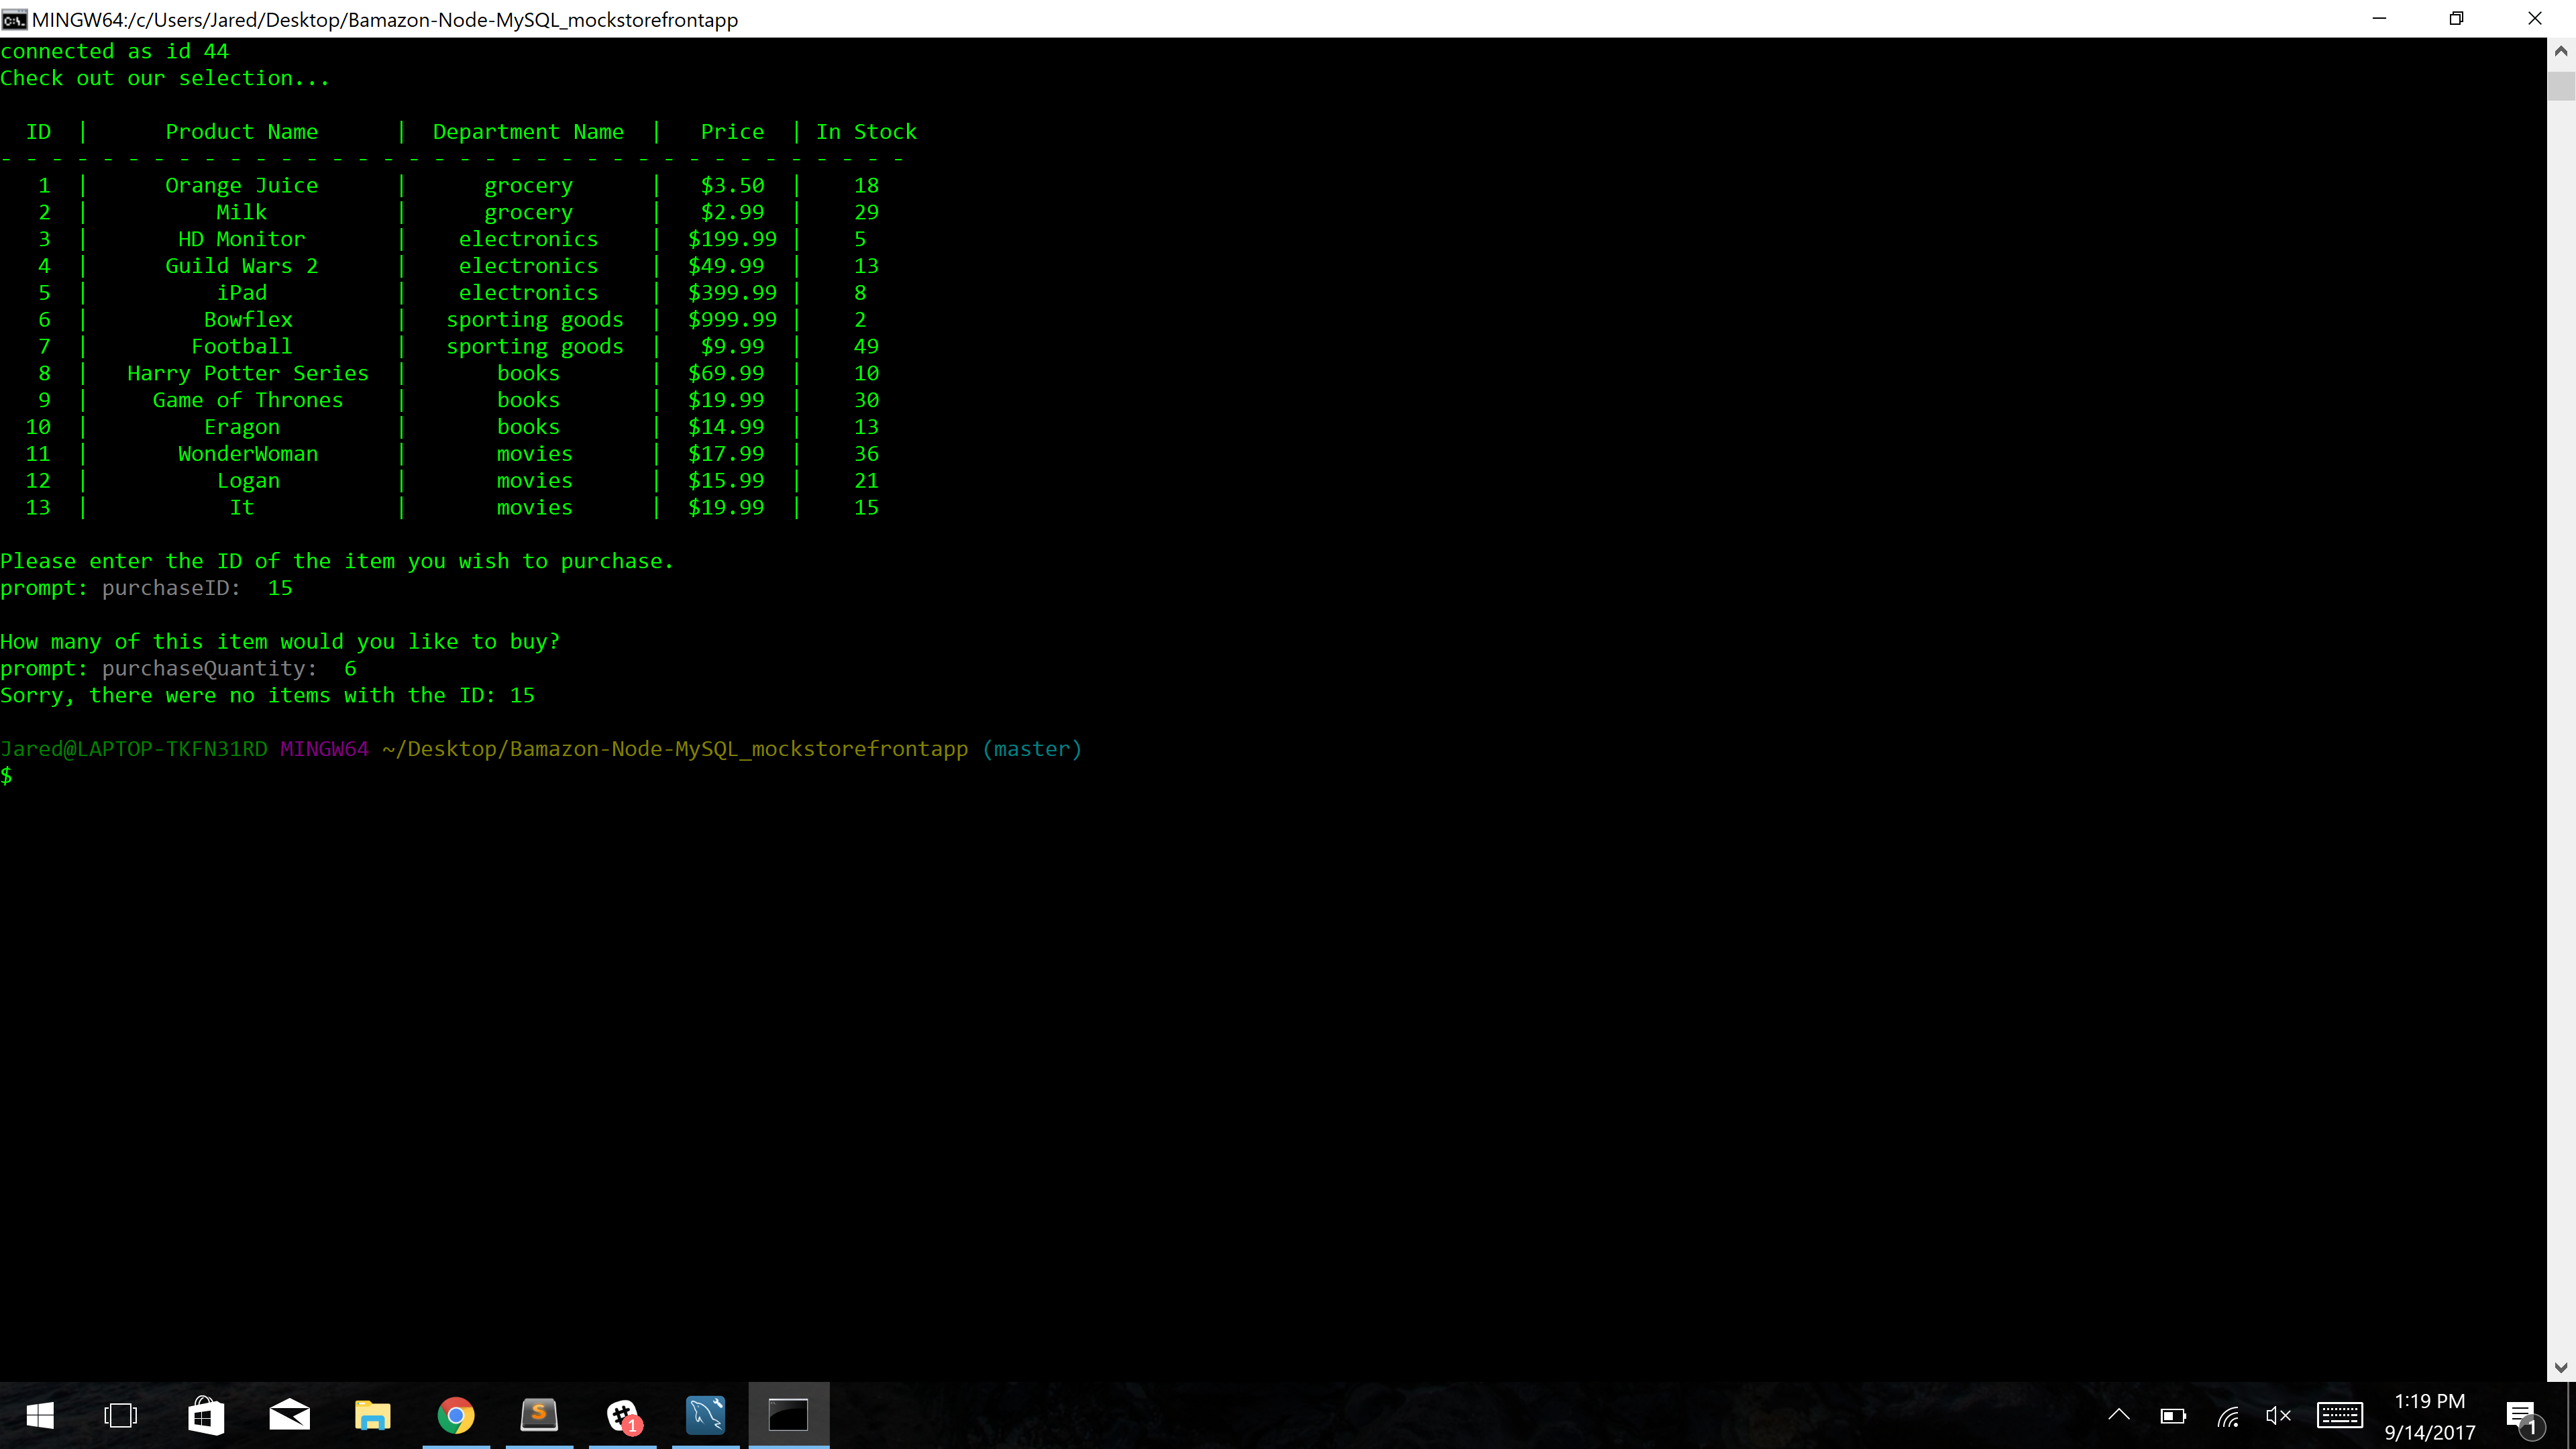 MINGW64:/c/Users/Jared/Desktop/Bamazon-Node-MySQL_mockstorefrontapp
connected as id 44
Check out our selection...
ID | Product Name | Department Name | Price | In Stock
- - - - - - - - - - - - - - - - - - - - - - - - - - - - - - - - - - - -
1 | Orange Juice | grocery | $3.50 | 18
2 | Milk | grocery | $2.99 | 29
3 | HD Monitor | electronics | $199.99 | 5
4 | Guild Wars 2 | electronics | $49.99 | 13
5 | iPad | electronics | $399.99 | 8
6 | Bowflex | sporting goods | $999.99 | 2
7 | Football | sporting goods | $9.99 | 49
8 | Harry Potter Series | books | $69.99 | 10
9 | Game of Thrones | books | $19.99 | 30
10 | Eragon | books | $14.99 | 13
11 | WonderWoman | movies | $17.99 | 36
12 | Logan | movies | $15.99 | 21
13 | It | movies | $19.99 | 15
Please enter the ID of the item you wish to purchase.
prompt: purchaseID:  15
How many of this item would you like to buy?
prompt: purchaseQuantity:  6
Sorry, there were no items with the ID: 15
Jared@LAPTOP-TKFN31RD MINGW64 ~/Desktop/Bamazon-Node-MySQL_mockstorefrontapp (master)
$
1:19 PM
9/14/2017
1
1